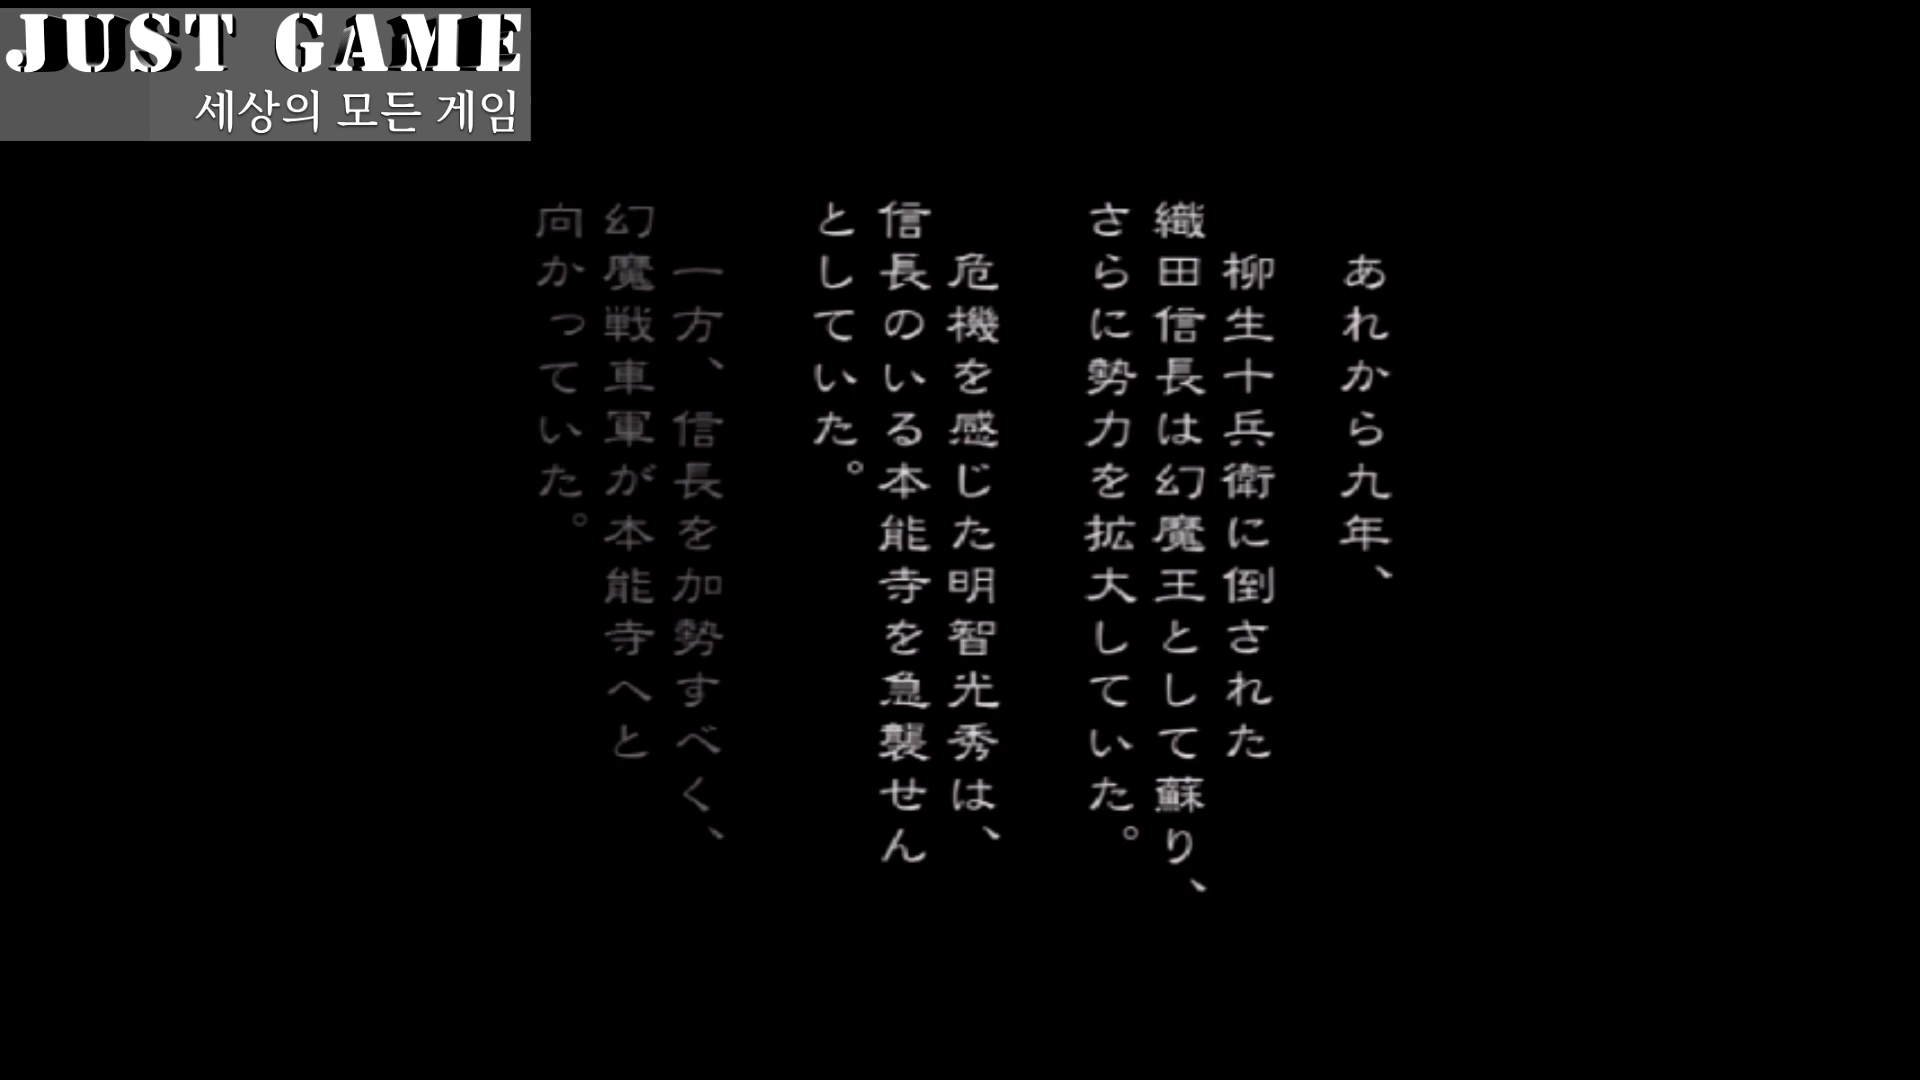 JUST GAME
세상의 모든 게임
あれから九年、
柳生十兵衛に倒された
織田信長は幻魔王として蘇り、
さらに勢力を拡大していた。
危機を感じた明智光秀は、
信長のいる本能寺を急襲せん
としていた。
一方、信長を加勢すべく、
幻魔戦車軍が本能寺へと
向かっていた。